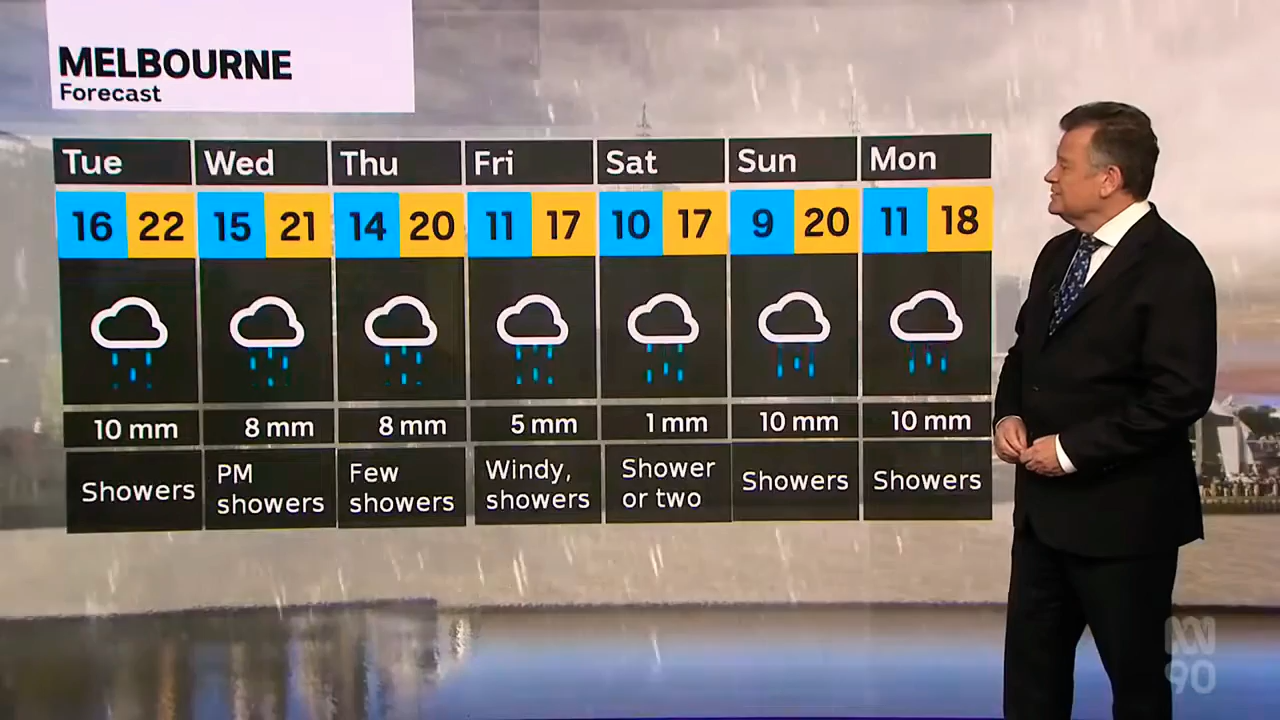 MELBOURNE
Forecast
Tue Wed Thu Fri Sat Sun Mon
16 22 15 21 14 20 11 17 10 17 9 20 11 18
10 mm 8 mm 8 mm 5 mm 1 mm 10 mm 10 mm
Showers
PM
showers
Few
showers
Windy,
showers
Shower
or two
Showers
Showers
90